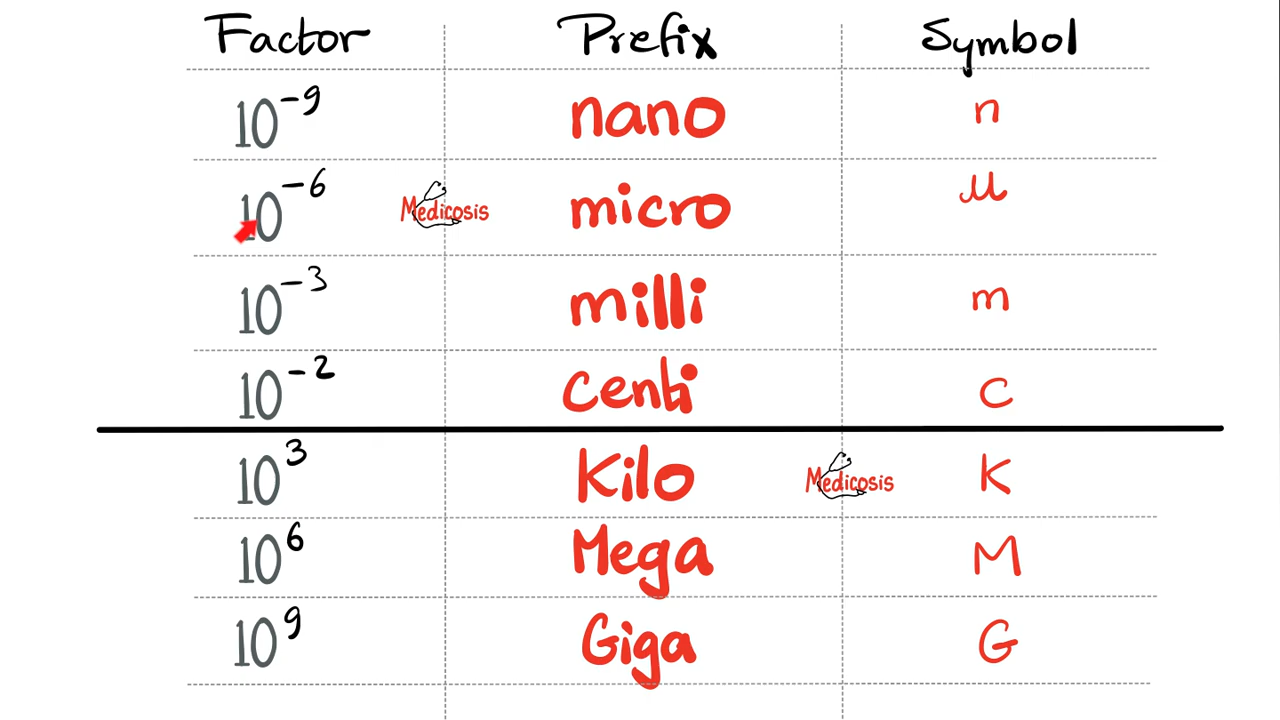 Factor Prefix Symbol
10⁻⁹ nano n
10⁻⁶ Medicosis micro μ
10⁻³ milli m
10⁻² centi c
10³ Kilo Medicosis K
10⁶ Mega M
10⁹ Giga G